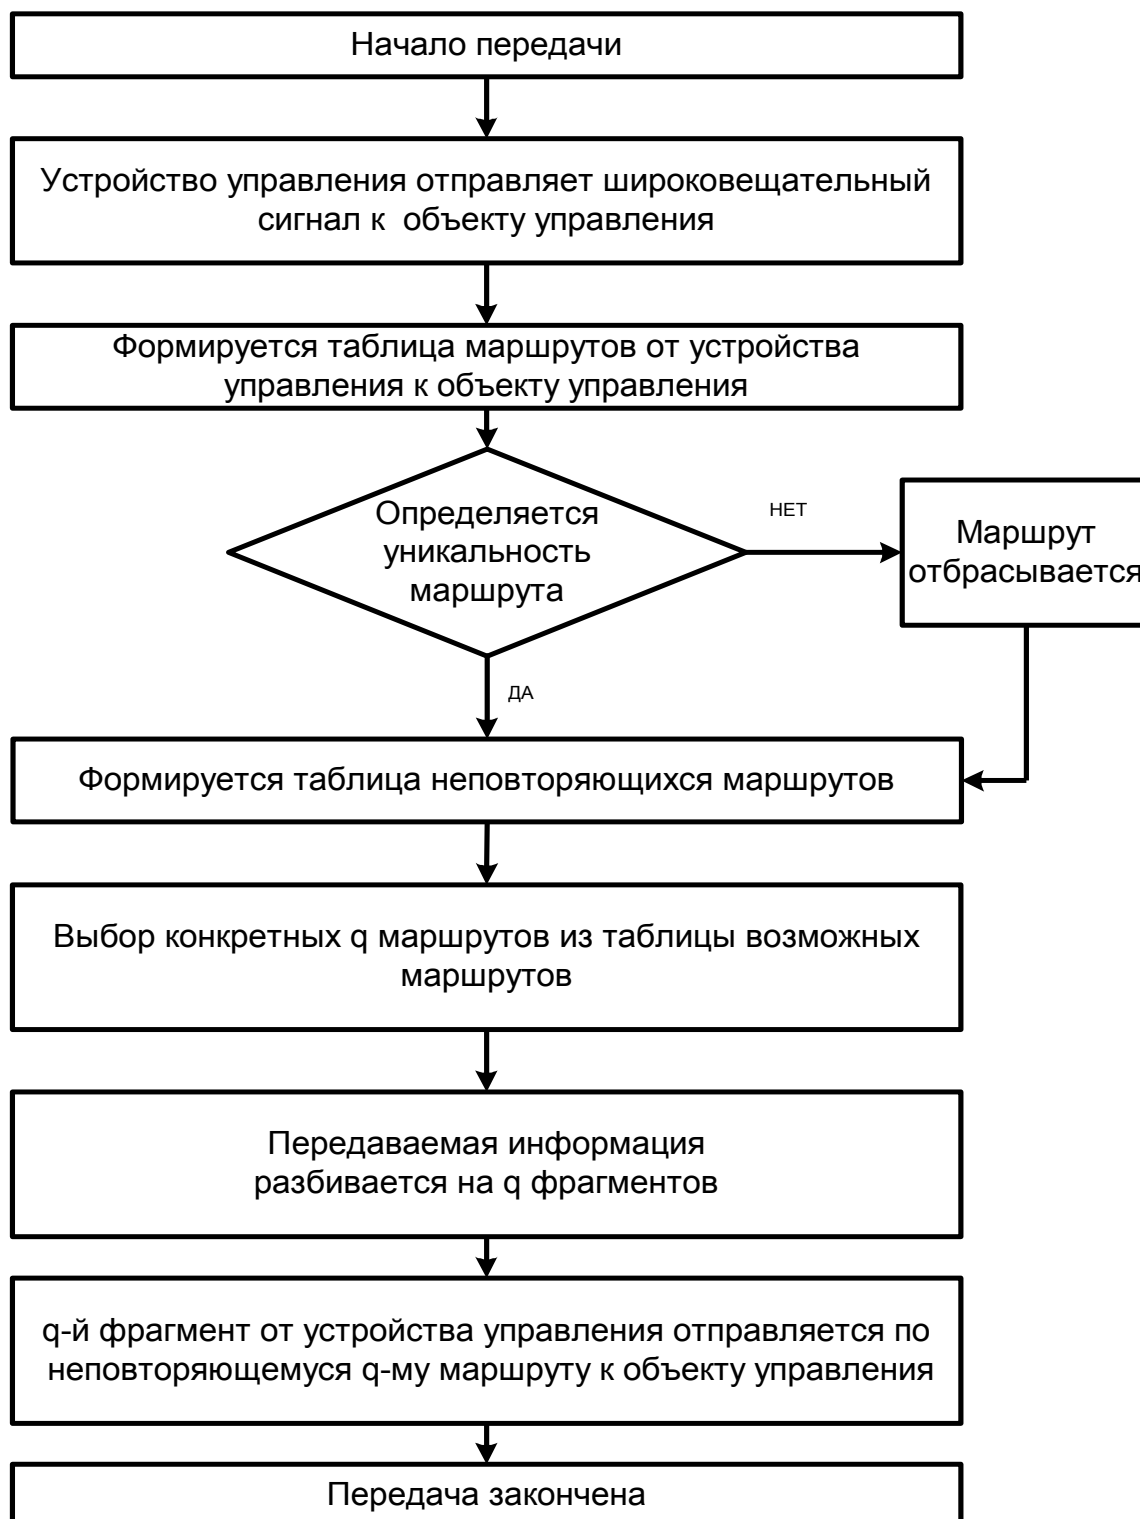 Начало передачи
Устройство управления отправляет широковещательный
сигнал к объекту управления
Формируется таблица маршрутов от устройства
управления к объекту управления
Определяется
уникальность
маршрута
НЕТ
Маршрут
отбрасывается
ДА
Формируется таблица неповторяющихся маршрутов
Выбор конкретных q маршрутов из таблицы возможных
маршрутов
Передаваемая информация
разбивается на q фрагментов
q-й фрагмент от устройства управления отправляется по
неповторяющемуся q-му маршруту к объекту управления
Передача закончена